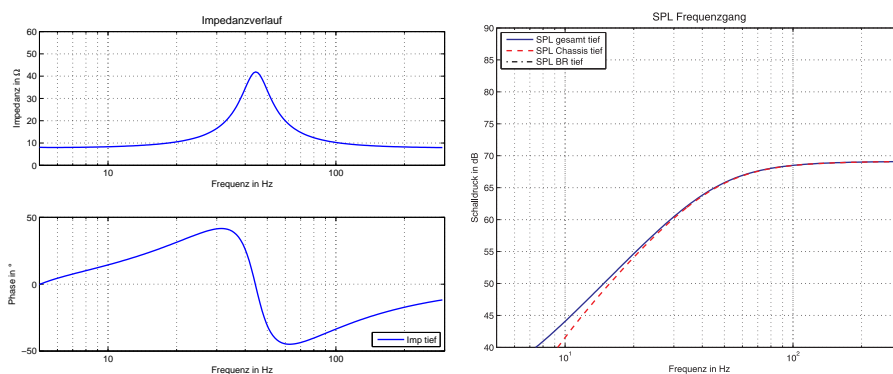 Impedanzverlauf
Impedanz in Ω
60
50
40
30
20
10
0
10
100
Frequenz in Hz
Phase in °
50
0
−50
10
100
Imp tief
Frequenz in Hz
SPL Frequenzgang
SPL gesamt tief
SPL Chassis tief
SPL BR tief
Schalldruck in dB
90
85
80
75
70
65
60
55
50
45
40
10¹
10²
Frequenz in Hz